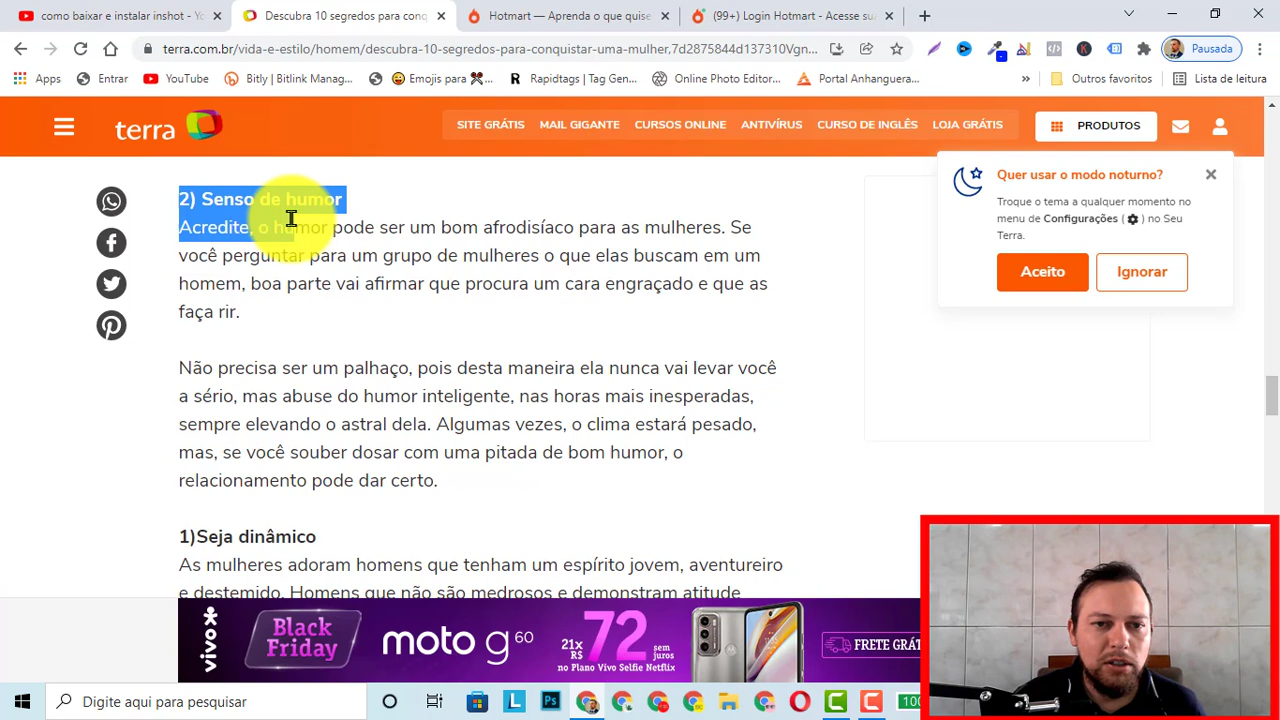 como baixar e instalar inshot - Yo
Descubra 10 segredos para conq
Hotmart — Aprenda o que quise
(99+) Login Hotmart - Acesse sua
terra.com.br/vida-e-estilo/homem/descubra-10-segredos-para-conquistar-uma-mulher,7d2875844d137310Vgn...
Pausada
Apps
Entrar
YouTube
Bitly | Bitlink Manag...
Emojis para
Rapidtags | Tag Gen...
Online Photo Editor...
Portal Anhanguera...
»
Outros favoritos
Lista de leitura
terra
SITE GRÁTIS
MAIL GIGANTE
CURSOS ONLINE
ANTIVÍRUS
CURSO DE INGLÊS
LOJA GRÁTIS
PRODUTOS
Quer usar o modo noturno?
Troque o tema a qualquer momento no
menu de Configurações ( ) no Seu
Terra.
Aceito
Ignorar
2) Senso de humor
Acredite, o humor pode ser um bom afrodisíaco para as mulheres. Se
você perguntar para um grupo de mulheres o que elas buscam em um
homem, boa parte vai afirmar que procura um cara engraçado e que as
faça rir.
Não precisa ser um palhaço, pois desta maneira ela nunca vai levar você
a sério, mas abuse do humor inteligente, nas horas mais inesperadas,
sempre elevando o astral dela. Algumas vezes, o clima estará pesado,
mas, se você souber dosar com uma pitada de bom humor, o
relacionamento pode dar certo.
1)Seja dinâmico
As mulheres adoram homens que tenham um espírito jovem, aventureiro
e destemido. Homens que não são medrosos e demonstram atitude
vivo
Black
Friday
moto g60
21x
R$
72
sem
juros
no Plano Vivo Selfie Netflix
FRETE GRÁT
Digite aqui para pesquisar
L
Ps
100